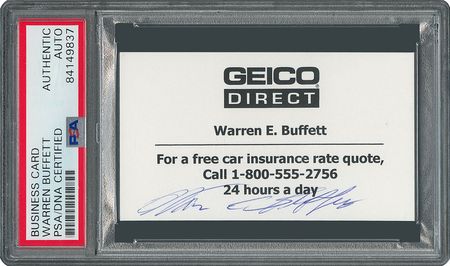 AUTHENTIC
AUTO
84149837
PSA
BUSINESS CARD
WARREN BUFFETT
PSA/DNA CERTIFIED
GEICO
DIRECT
Warren E. Buffett
For a free car insurance rate quote,
Call 1-800-555-2756
24 hours a day